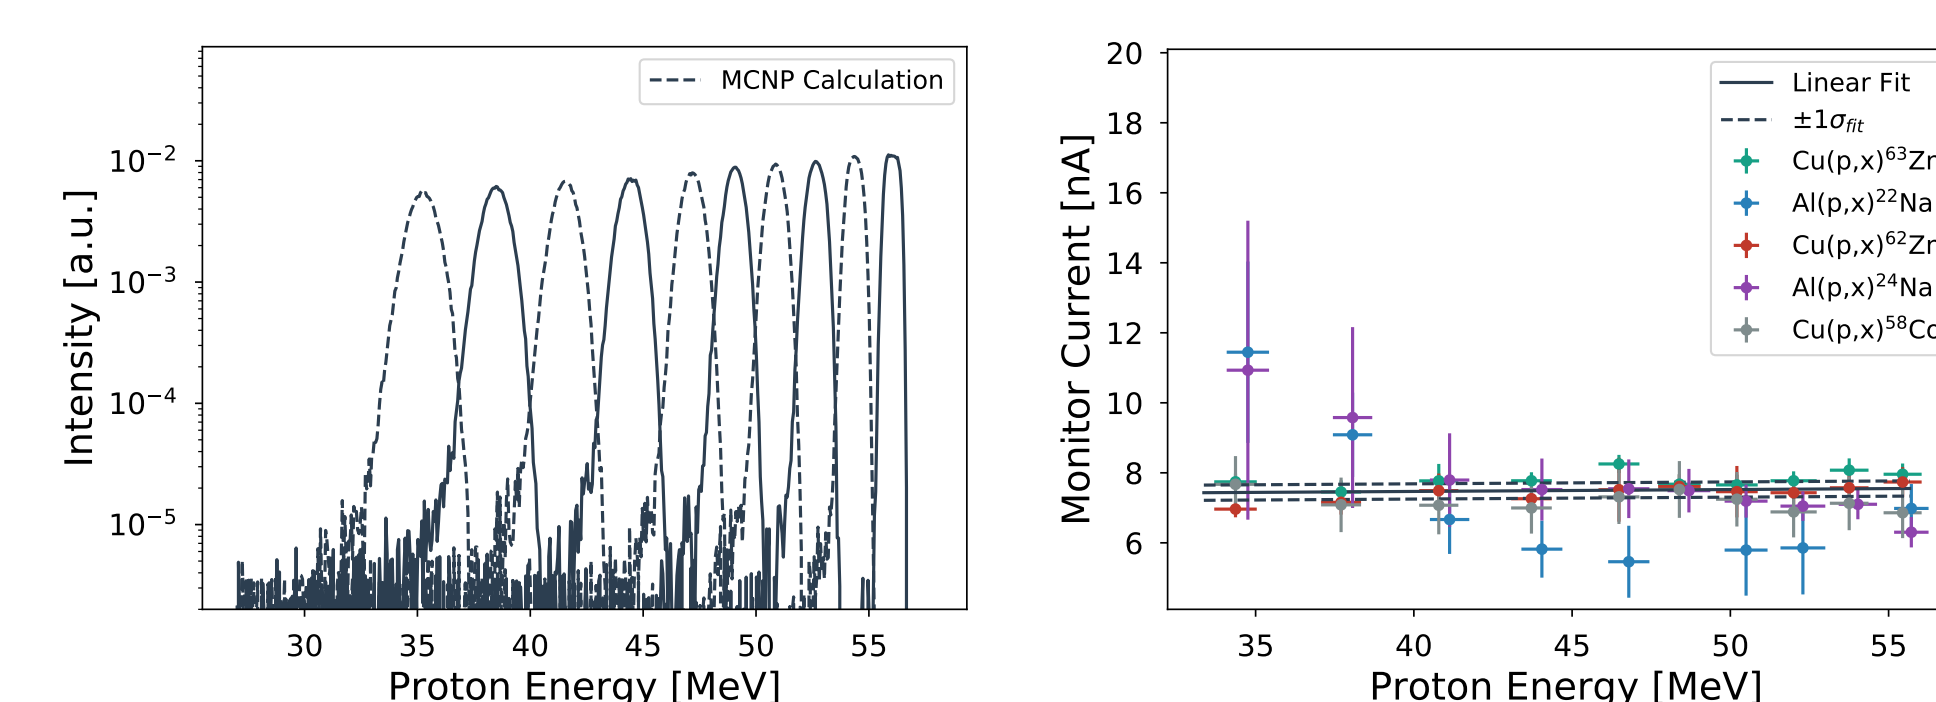 MCNP Calculation
10⁻²
10⁻³
10⁻⁴
10⁻⁵
Intensity [a.u.]
30 35 40 45 50 55
Proton Energy [MeV]
20
18
16
14
12
10
8
6
Monitor Current [nA]
Linear Fit
±1σfit
Cu(p,x)⁶³Zn
Al(p,x)²²Na
Cu(p,x)⁶²Zn
Al(p,x)²⁴Na
Cu(p,x)⁵⁸Co
35 40 45 50 55
Proton Energy [MeV]